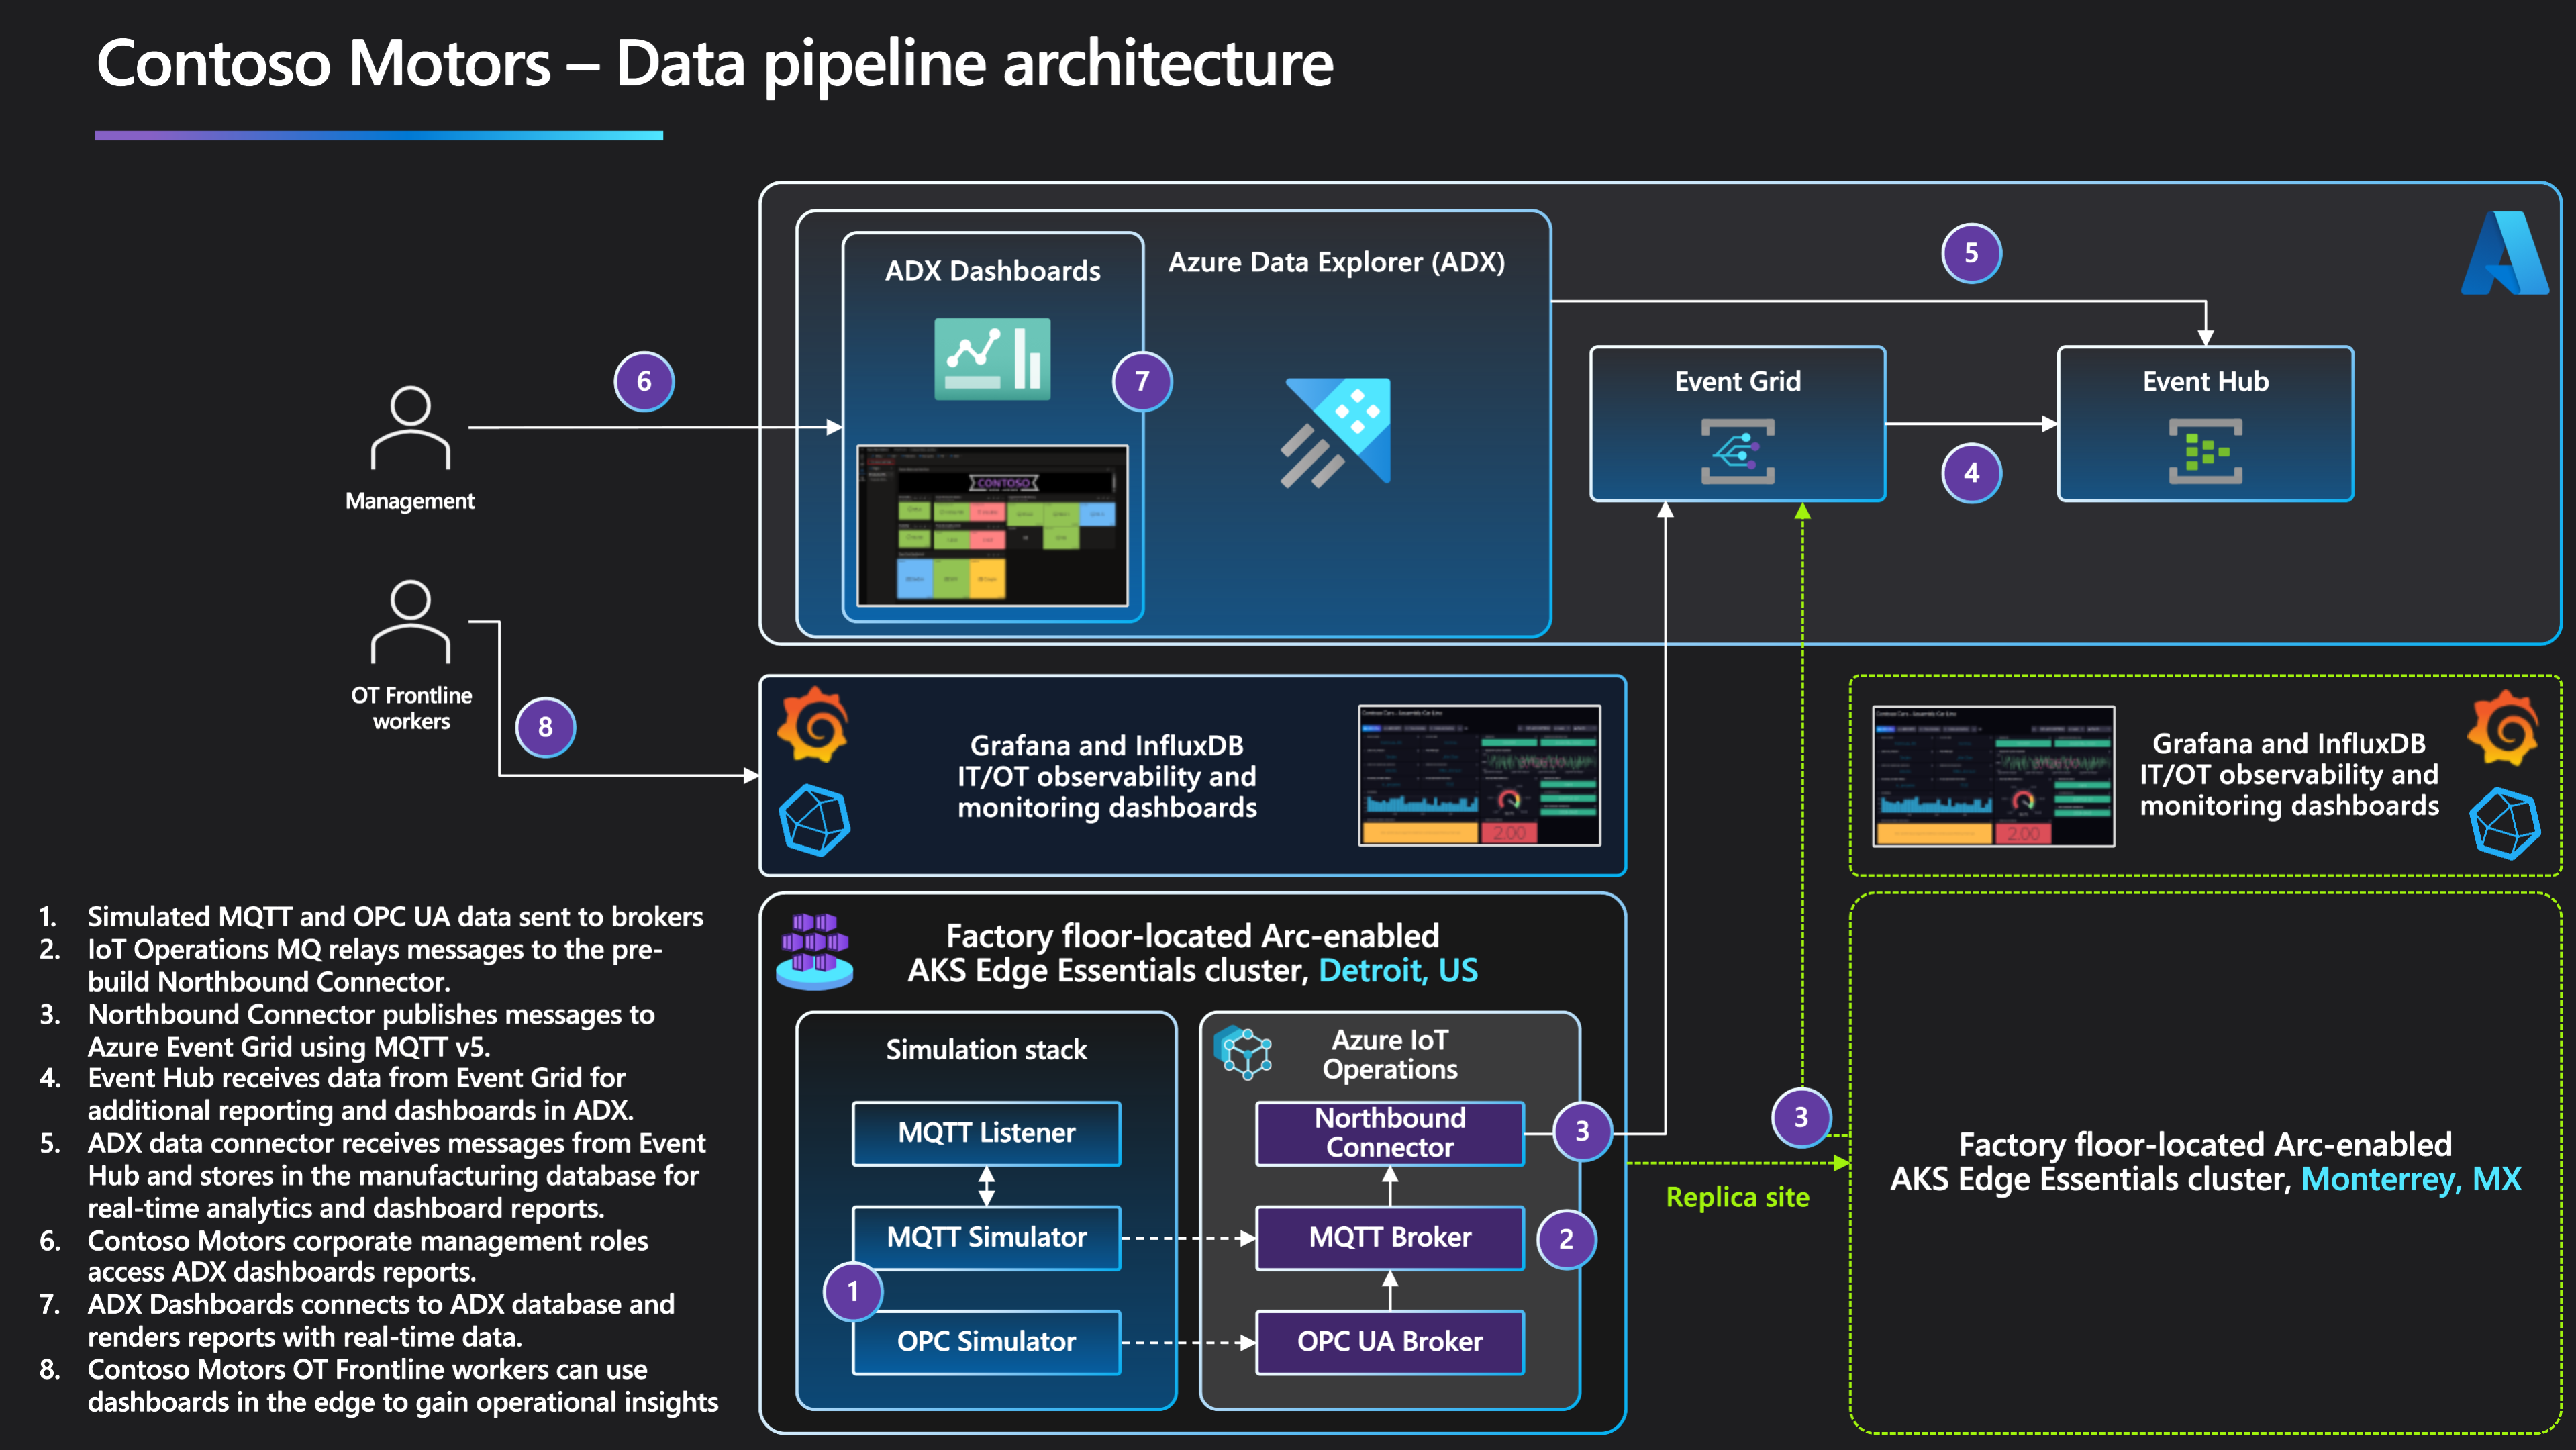 Contoso Motors – Data pipeline architecture
ADX Dashboards
Azure Data Explorer (ADX)
5
6
7
Event Grid
Event Hub
4
CONTOSO
Management
OT Frontline
workers
8
Grafana and InfluxDB
IT/OT observability and
monitoring dashboards
2.00
2.00
Grafana and InfluxDB
IT/OT observability and
monitoring dashboards
1. Simulated MQTT and OPC UA data sent to brokers
2. IoT Operations MQ relays messages to the pre-
build Northbound Connector.
3. Northbound Connector publishes messages to
Azure Event Grid using MQTT v5.
4. Event Hub receives data from Event Grid for
additional reporting and dashboards in ADX.
5. ADX data connector receives messages from Event
Hub and stores in the manufacturing database for
real-time analytics and dashboard reports.
6. Contoso Motors corporate management roles
access ADX dashboards reports.
7. ADX Dashboards connects to ADX database and
renders reports with real-time data.
8. Contoso Motors OT Frontline workers can use
dashboards in the edge to gain operational insights
Factory floor-located Arc-enabled
AKS Edge Essentials cluster, Detroit, US
Simulation stack
MQTT Listener
MQTT Simulator
1
OPC Simulator
Azure IoT
Operations
Northbound
Connector
3
MQTT Broker
2
OPC UA Broker
3
Replica site
Factory floor-located Arc-enabled
AKS Edge Essentials cluster, Monterrey, MX